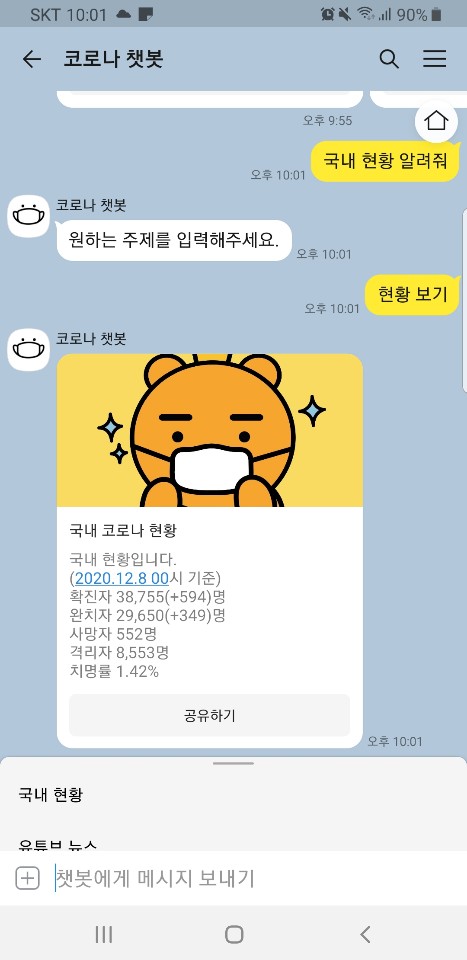 SKT 10:01
90%
코로나 챗봇
오후 9:55
국내 현황 알려줘
오후 10:01
코로나 챗봇
원하는 주제를 입력해주세요.
오후 10:01
현황 보기
오후 10:01
코로나 챗봇
국내 코로나 현황
국내 현황입니다.
(2020.12.8 00시 기준)
확진자 38,755(+594)명
완치자 29,650(+349)명
사망자 552명
격리자 8,553명
치명률 1.42%
공유하기
오후 10:01
국내 현황
유튜브 뉴스
챗봇에게 메시지 보내기